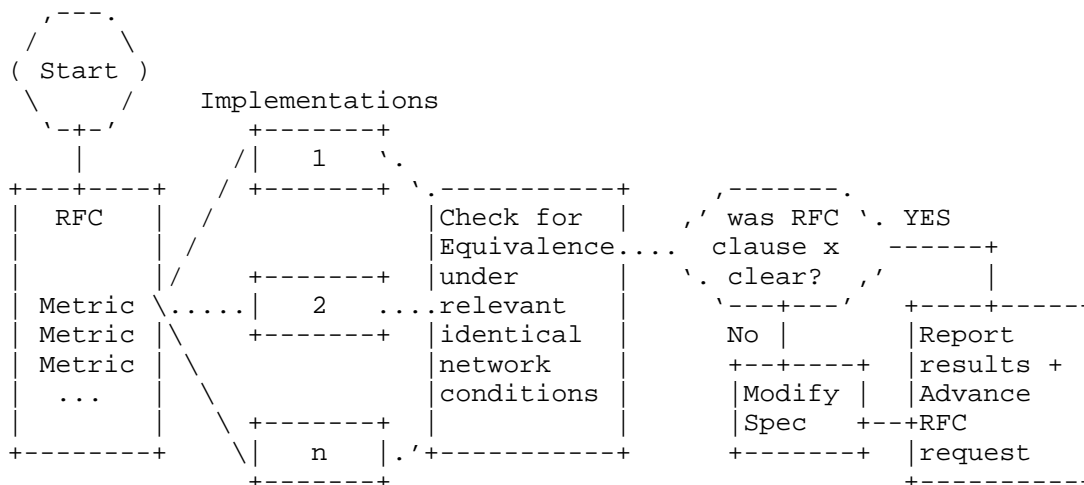 Start
Implementations
1
RFC
Metric
Metric
Metric
...
2
n
Check for
Equivalence
under
relevant
identical
network
conditions
was RFC
clause x
clear?
YES
No
Modify
Spec
Report
results +
Advance
RFC
request